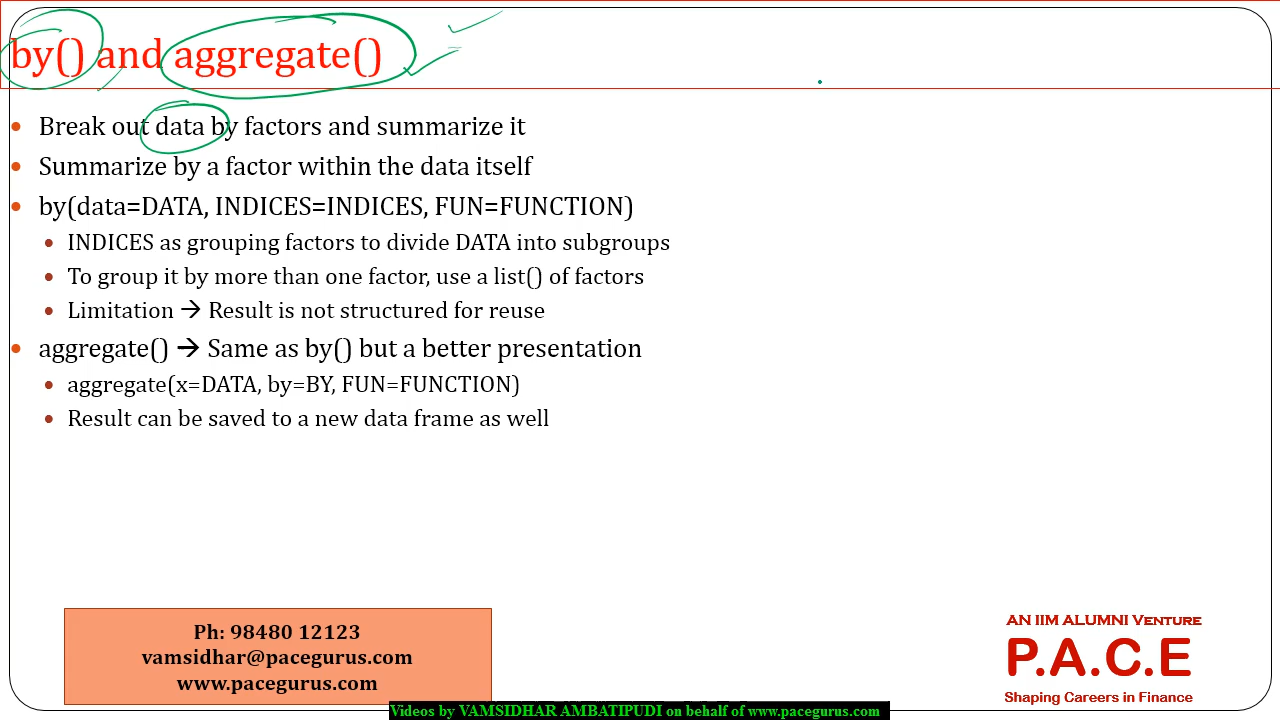 by() and aggregate()
• Break out data by factors and summarize it
• Summarize by a factor within the data itself
• by(data=DATA, INDICES=INDICES, FUN=FUNCTION)
• INDICES as grouping factors to divide DATA into subgroups
• To group it by more than one factor, use a list() of factors
• Limitation → Result is not structured for reuse
• aggregate() → Same as by() but a better presentation
• aggregate(x=DATA, by=BY, FUN=FUNCTION)
• Result can be saved to a new data frame as well
Ph: 98480 12123
vamsidhar@pacegurus.com
www.pacegurus.com
AN IIM ALUMNI VENTURE
P.A.C.E
Shaping Careers in Finance
Videos by VAMSIDHAR AMBATIPUDI on behalf of www.pacegurus.com